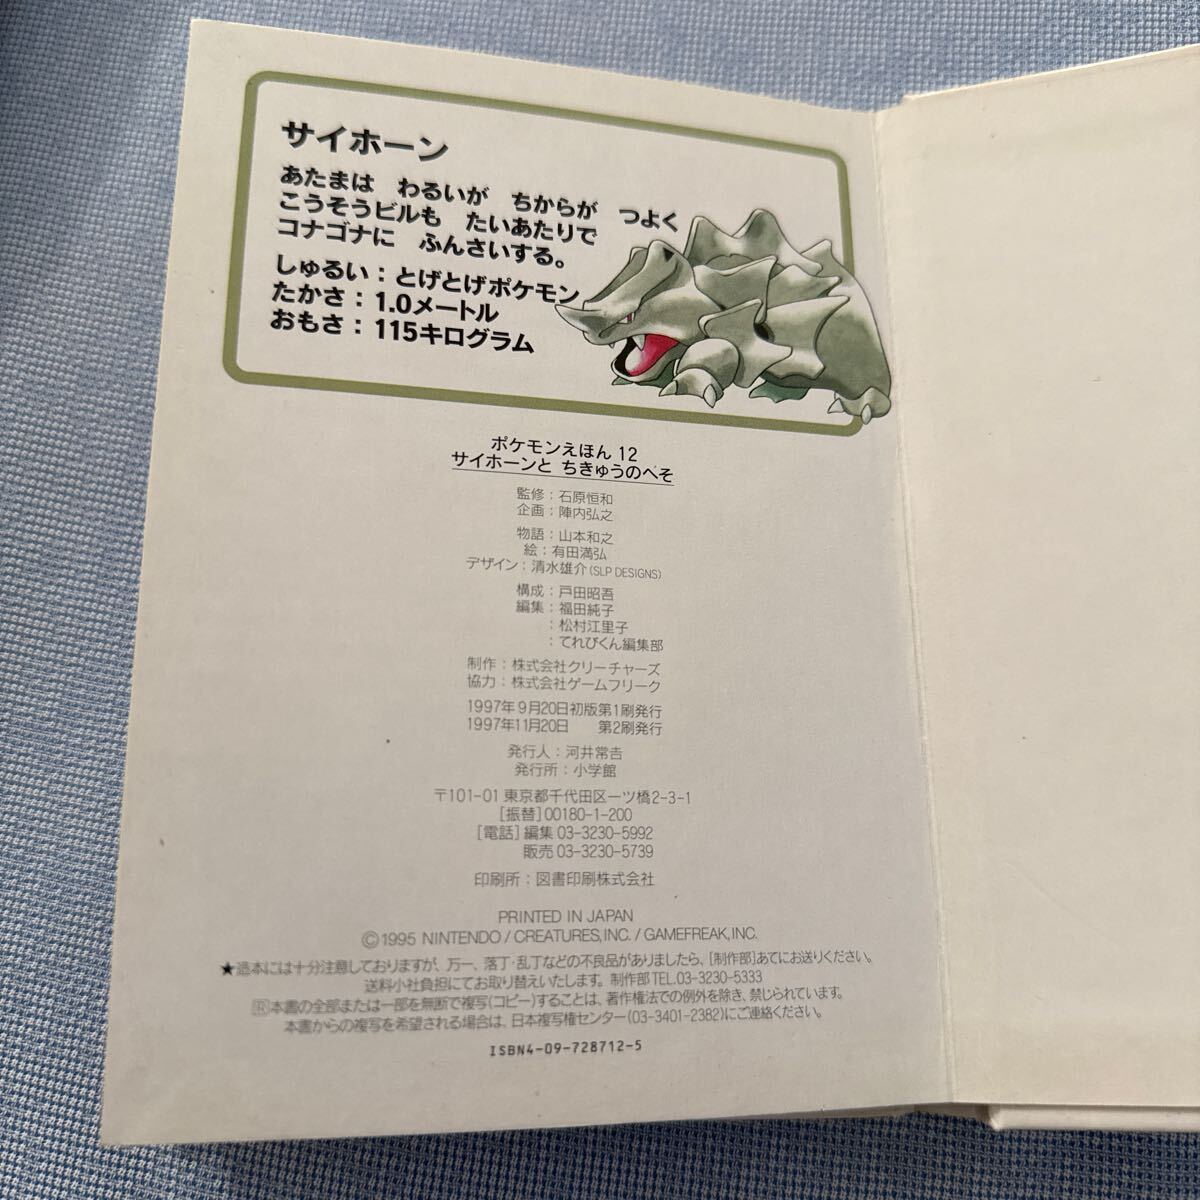 サイホーン
あたまは わるいが ちからが つよく
こうそうビルも たいあたりで
コナゴナに ふんさいする。
しゅるい：とげとげポケモン
たかさ：1.0メートル
おもさ：115キログラム
ポケモンえほん 12
サイホーンと ちきゅうのへそ
監修：石原恒和
企画：陣内弘之
物語：山本和之
絵：有田満弘
デザイン：清水雄介(SLP DESIGNS)
構成：戸田昭吾
編集：福田純子
：松村江里子
：てれびくん編集部
制作：株式会社クリーチャーズ
協力：株式会社ゲームフリーク
1997年 9月20日初版第1刷発行
1997年11月20日 第2刷発行
発行人：河井常吉
発行所：小学館
〒101-01 東京都千代田区一ツ橋2-3-1
[振替]00180-1-200
[電話]編集 03-3230-5992
販売 03-3230-5739
印刷所：図書印刷株式会社
PRINTED IN JAPAN
©1995 NINTENDO/CREATURES,INC./GAMEFREAK,INC.
★造本には十分注意しておりますが、万一、落丁・乱丁などの不良品がありましたら、[制作部]あてにお送りください。
送料小社負担にてお取り替えいたします。制作部TEL.03-3230-5333
Ⓡ本書の全部または一部を無断で複写(コピー)することは、著作権法での例外を除き、禁じられています。
本書からの複写を希望される場合は、日本複写権センター(03-3401-2382)にご連絡ください。
ISBN4-09-728712-5